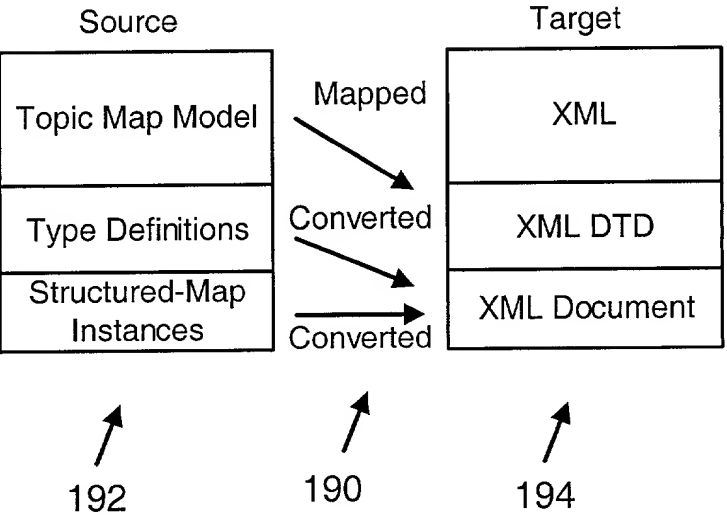 Source
Target
Topic Map Model
Mapped
XML
Type Definitions
Converted
XML DTD
Structured-Map
Instances
Converted
XML Document
192
190
194